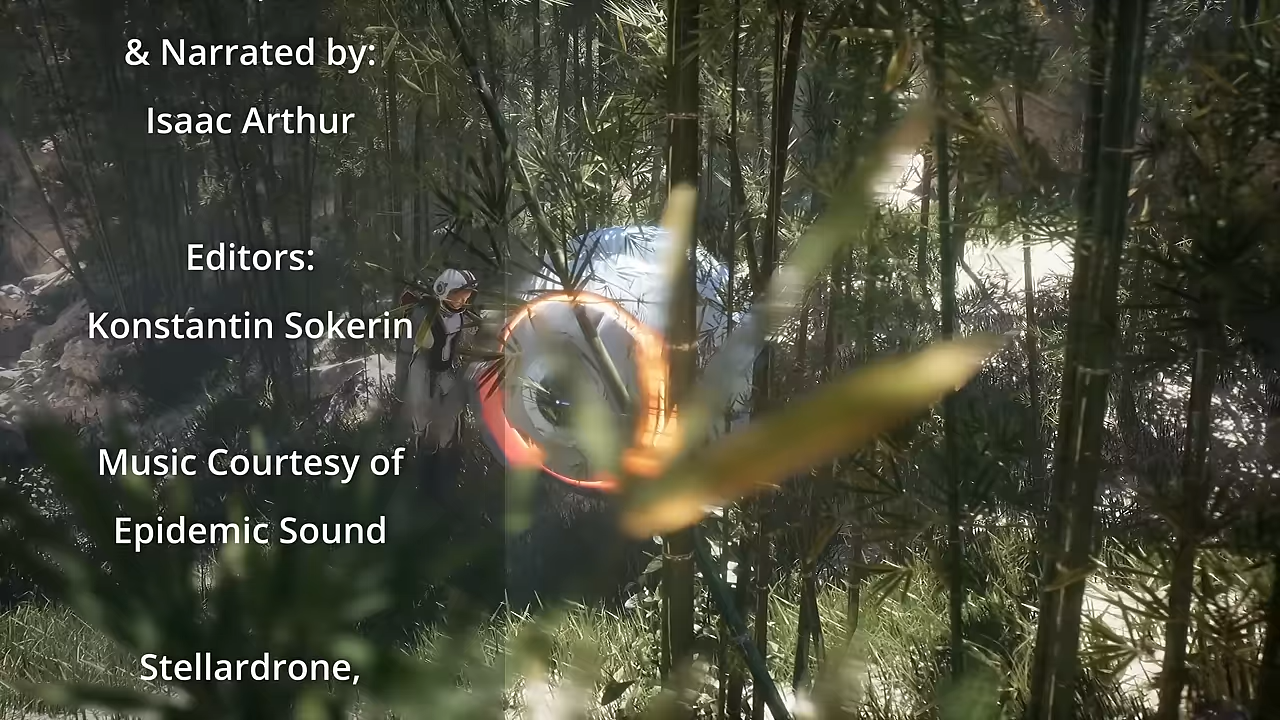 & Narrated by:
Isaac Arthur
Editors:
Konstantin Sokerin
Music Courtesy of
Epidemic Sound
Stellardrone,